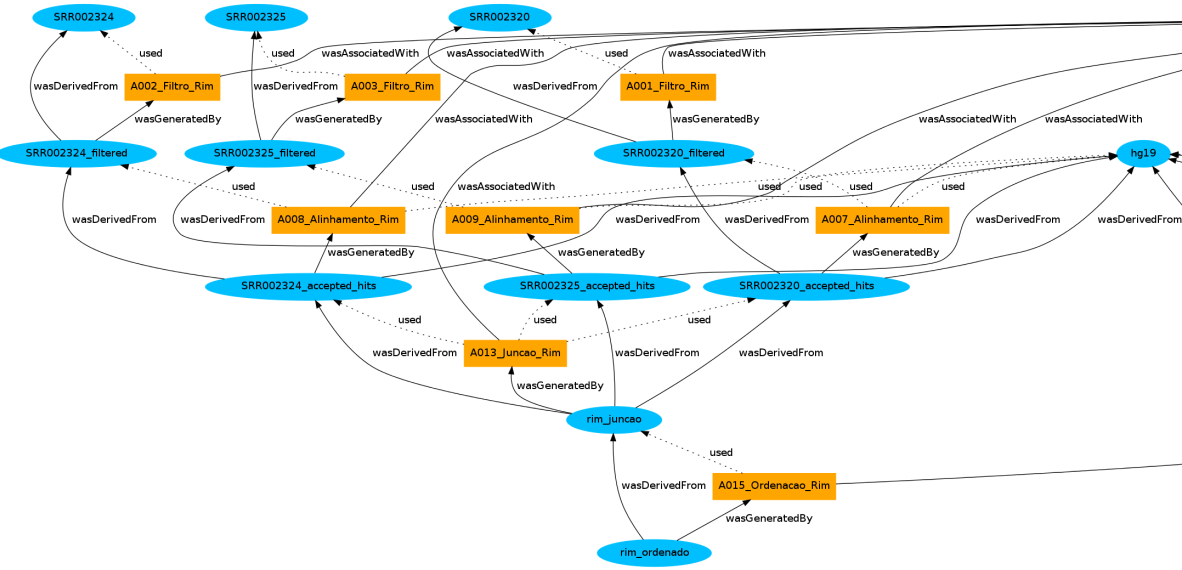 SRR002324
SRR002325
SRR002320
used
used
used
wasAssociatedWith
wasAssociatedWith
wasAssociatedWith
wasDerivedFrom
A002_Filtro_Rim
wasDerivedFrom
A003_Filtro_Rim
wasDerivedFrom
A001_Filtro_Rim
wasGeneratedBy
wasGeneratedBy
wasAssociatedWith
wasGeneratedBy
wasAssociatedWith
wasAssociatedWith
SRR002324_filtered
SRR002325_filtered
SRR002320_filtered
hg19
used
used
wasAssociatedWith
used
used
used
used
wasDerivedFrom
wasDerivedFrom
A008_Alinhamento_Rim
A009_Alinhamento_Rim
wasDerivedFrom
wasDerivedFrom
A007_Alinhamento_Rim
wasDerivedFrom
wasDerivedFrom
wasDerivedFrom
wasGeneratedBy
wasGeneratedBy
wasGeneratedBy
SRR002324_accepted_hits
SRR002325_accepted_hits
SRR002320_accepted_hits
used
used
used
wasDerivedFrom
A013_Juncao_Rim
wasDerivedFrom
wasDerivedFrom
wasGeneratedBy
rim_juncao
used
wasDerivedFrom
A015_Ordenacao_Rim
wasGeneratedBy
rim_ordenado